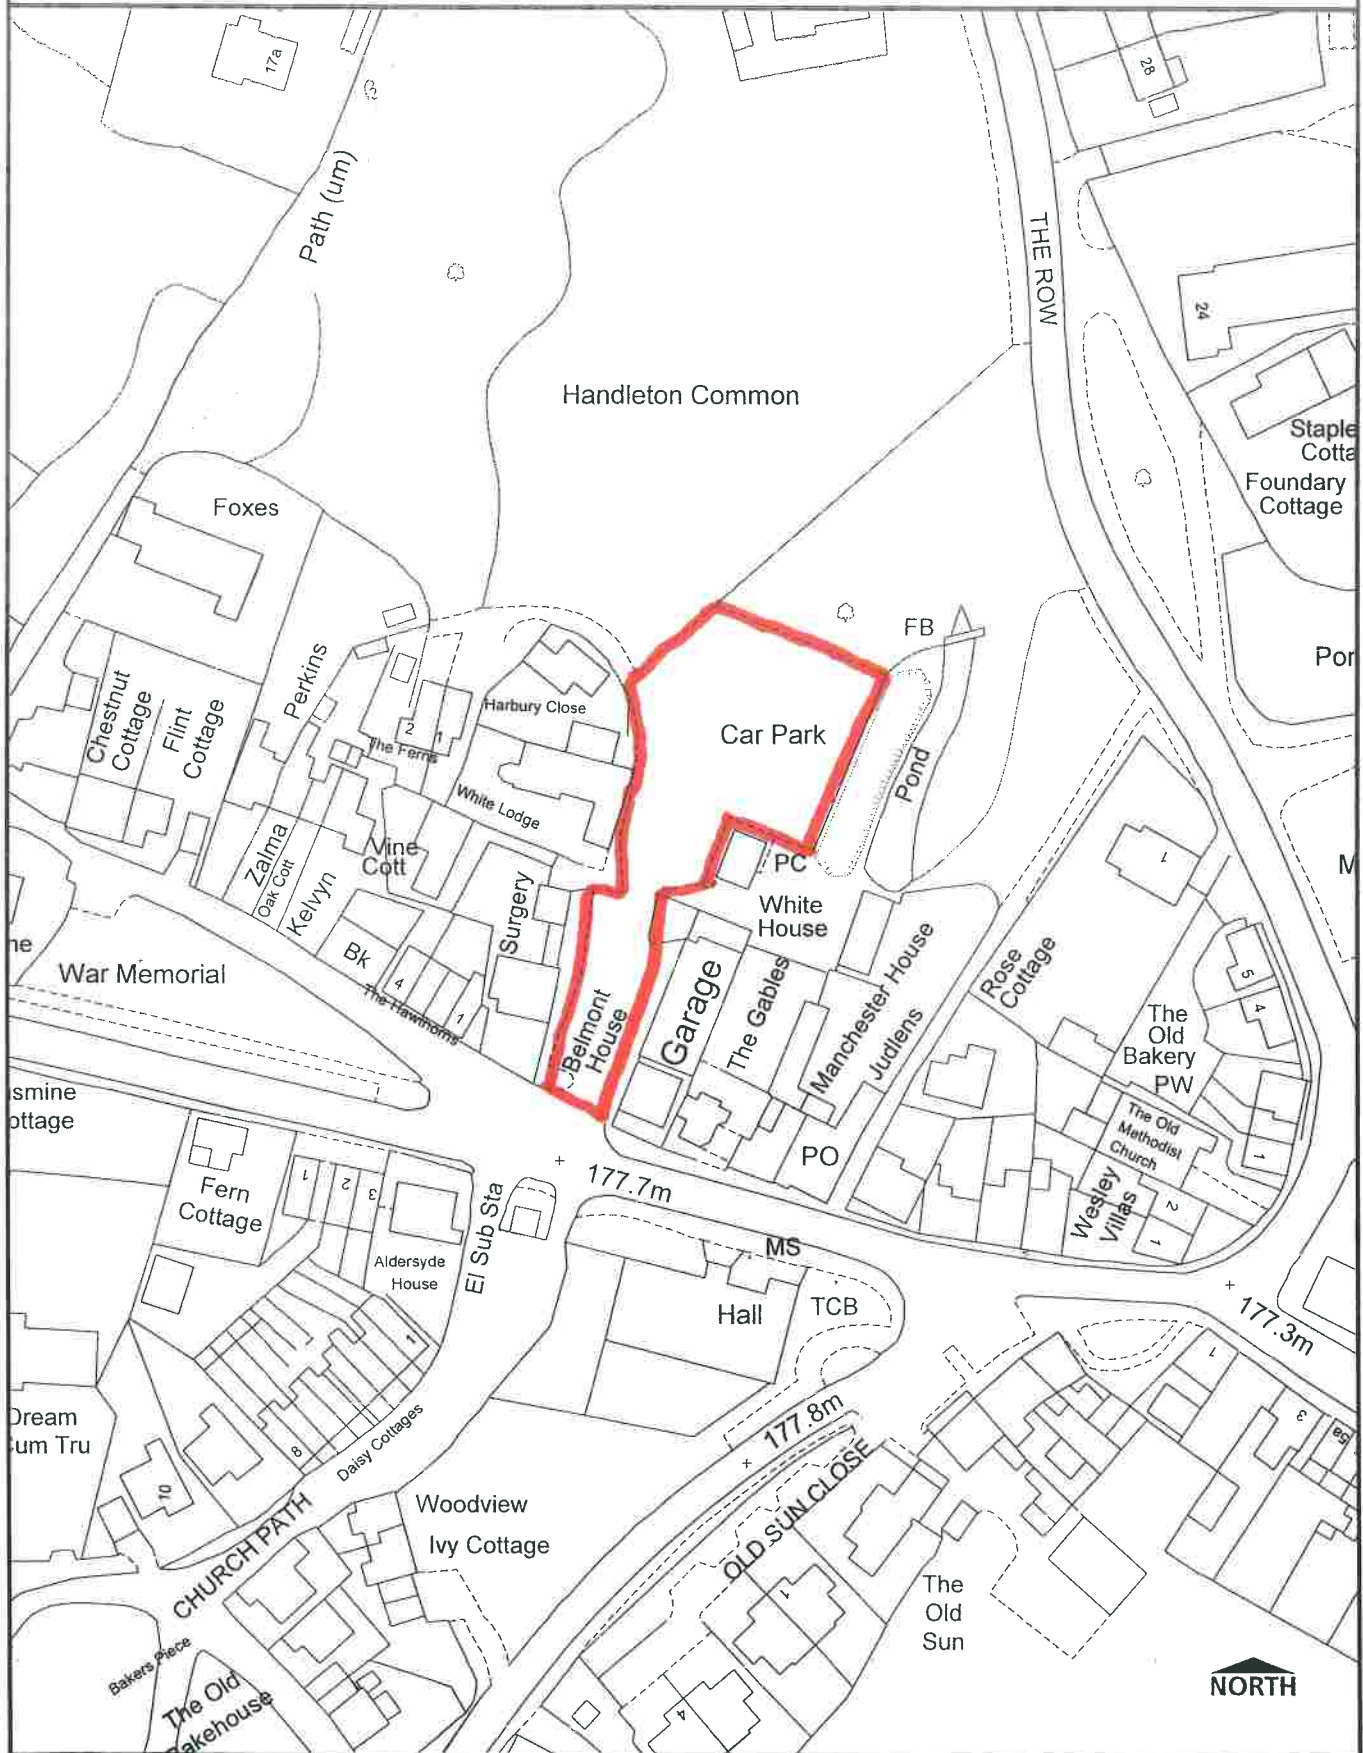 17a
28
Path (um)
THE ROW
24
Handleton Common
Staple
Cotta
Foundary
Cottage
Foxes
FB
Por
Perkins
Chestnut
Cottage
Flint
Cottage
Harbury Close
2
1
The Ferns
Car Park
Pond
White Lodge
Zalma
Oak Cott
Kelvyn
Vine
Cott
PC
1
M
White
House
Surgery
Bk
4
The Hawthorns
1
War Memorial
Belmont
House
Garage
The Gables
Manchester House
Judlens
Rose
Cottage
5
4
The
Old
Bakery
PW
The Old
Methodist
Church
1
smine
ottage
PO
177.7m
Wesley
Villas
2
1
Fern
Cottage
1
2
3
Aldersyde
House
El Sub Sta
MS
Hall
TCB
177.3m
1
3
5a
Dream
um Tru
1
8
Daisy Cottages
10
177.8m
OLD SUN CLOSE
CHURCH PATH
Woodview
Ivy Cottage
1
The
Old
Sun
Bakers Piece
The Old
akehouse
4
NORTH